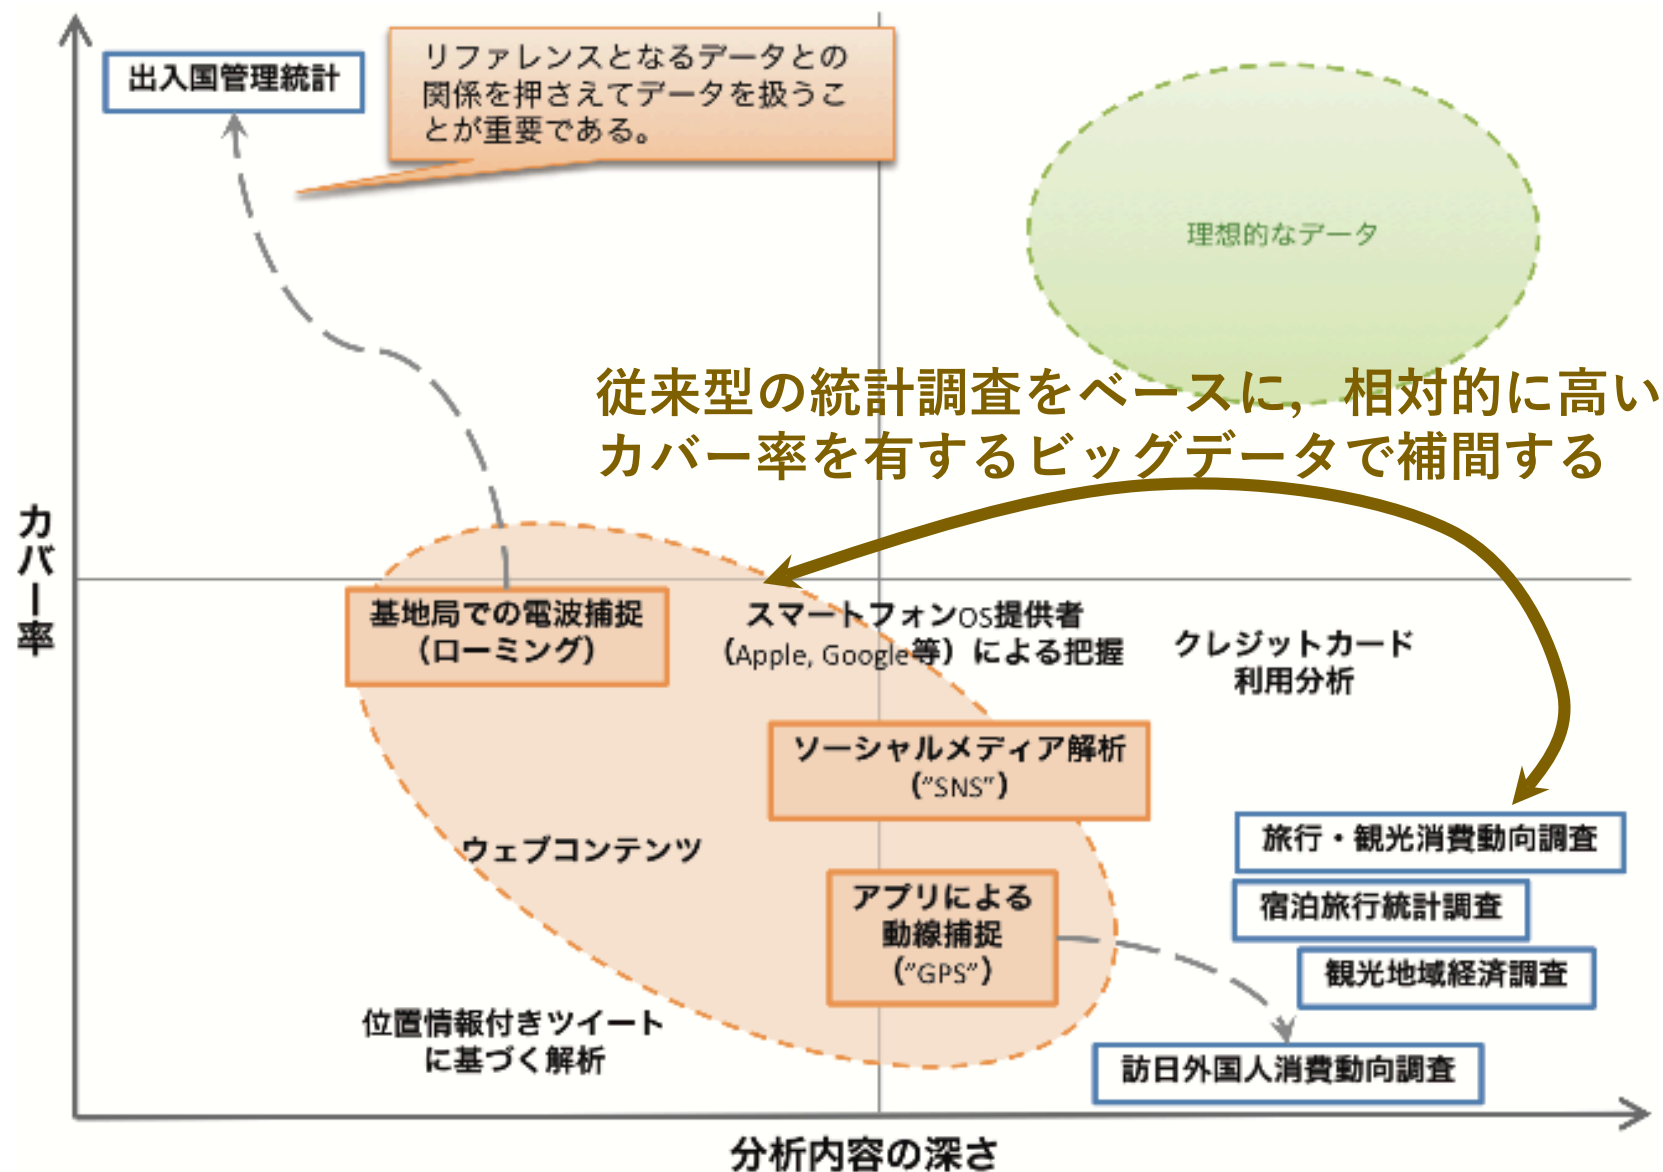 出入国管理統計
リファレンスとなるデータとの
関係を押さえてデータを扱うこ
とが重要である。
理想的なデータ
従来型の統計調査をベースに，相対的に高い
カバー率を有するビッグデータで補間する
カバー率
基地局での電波捕捉
（ローミング）
スマートフォンOS提供者
（Apple, Google等）による把握
クレジットカード
利用分析
ソーシャルメディア解析
（”SNS”）
ウェブコンテンツ
旅行・観光消費動向調査
アプリによる
動線捕捉
（”GPS”）
宿泊旅行統計調査
観光地域経済調査
位置情報付きツイート
に基づく解析
訪日外国人消費動向調査
分析内容の深さ